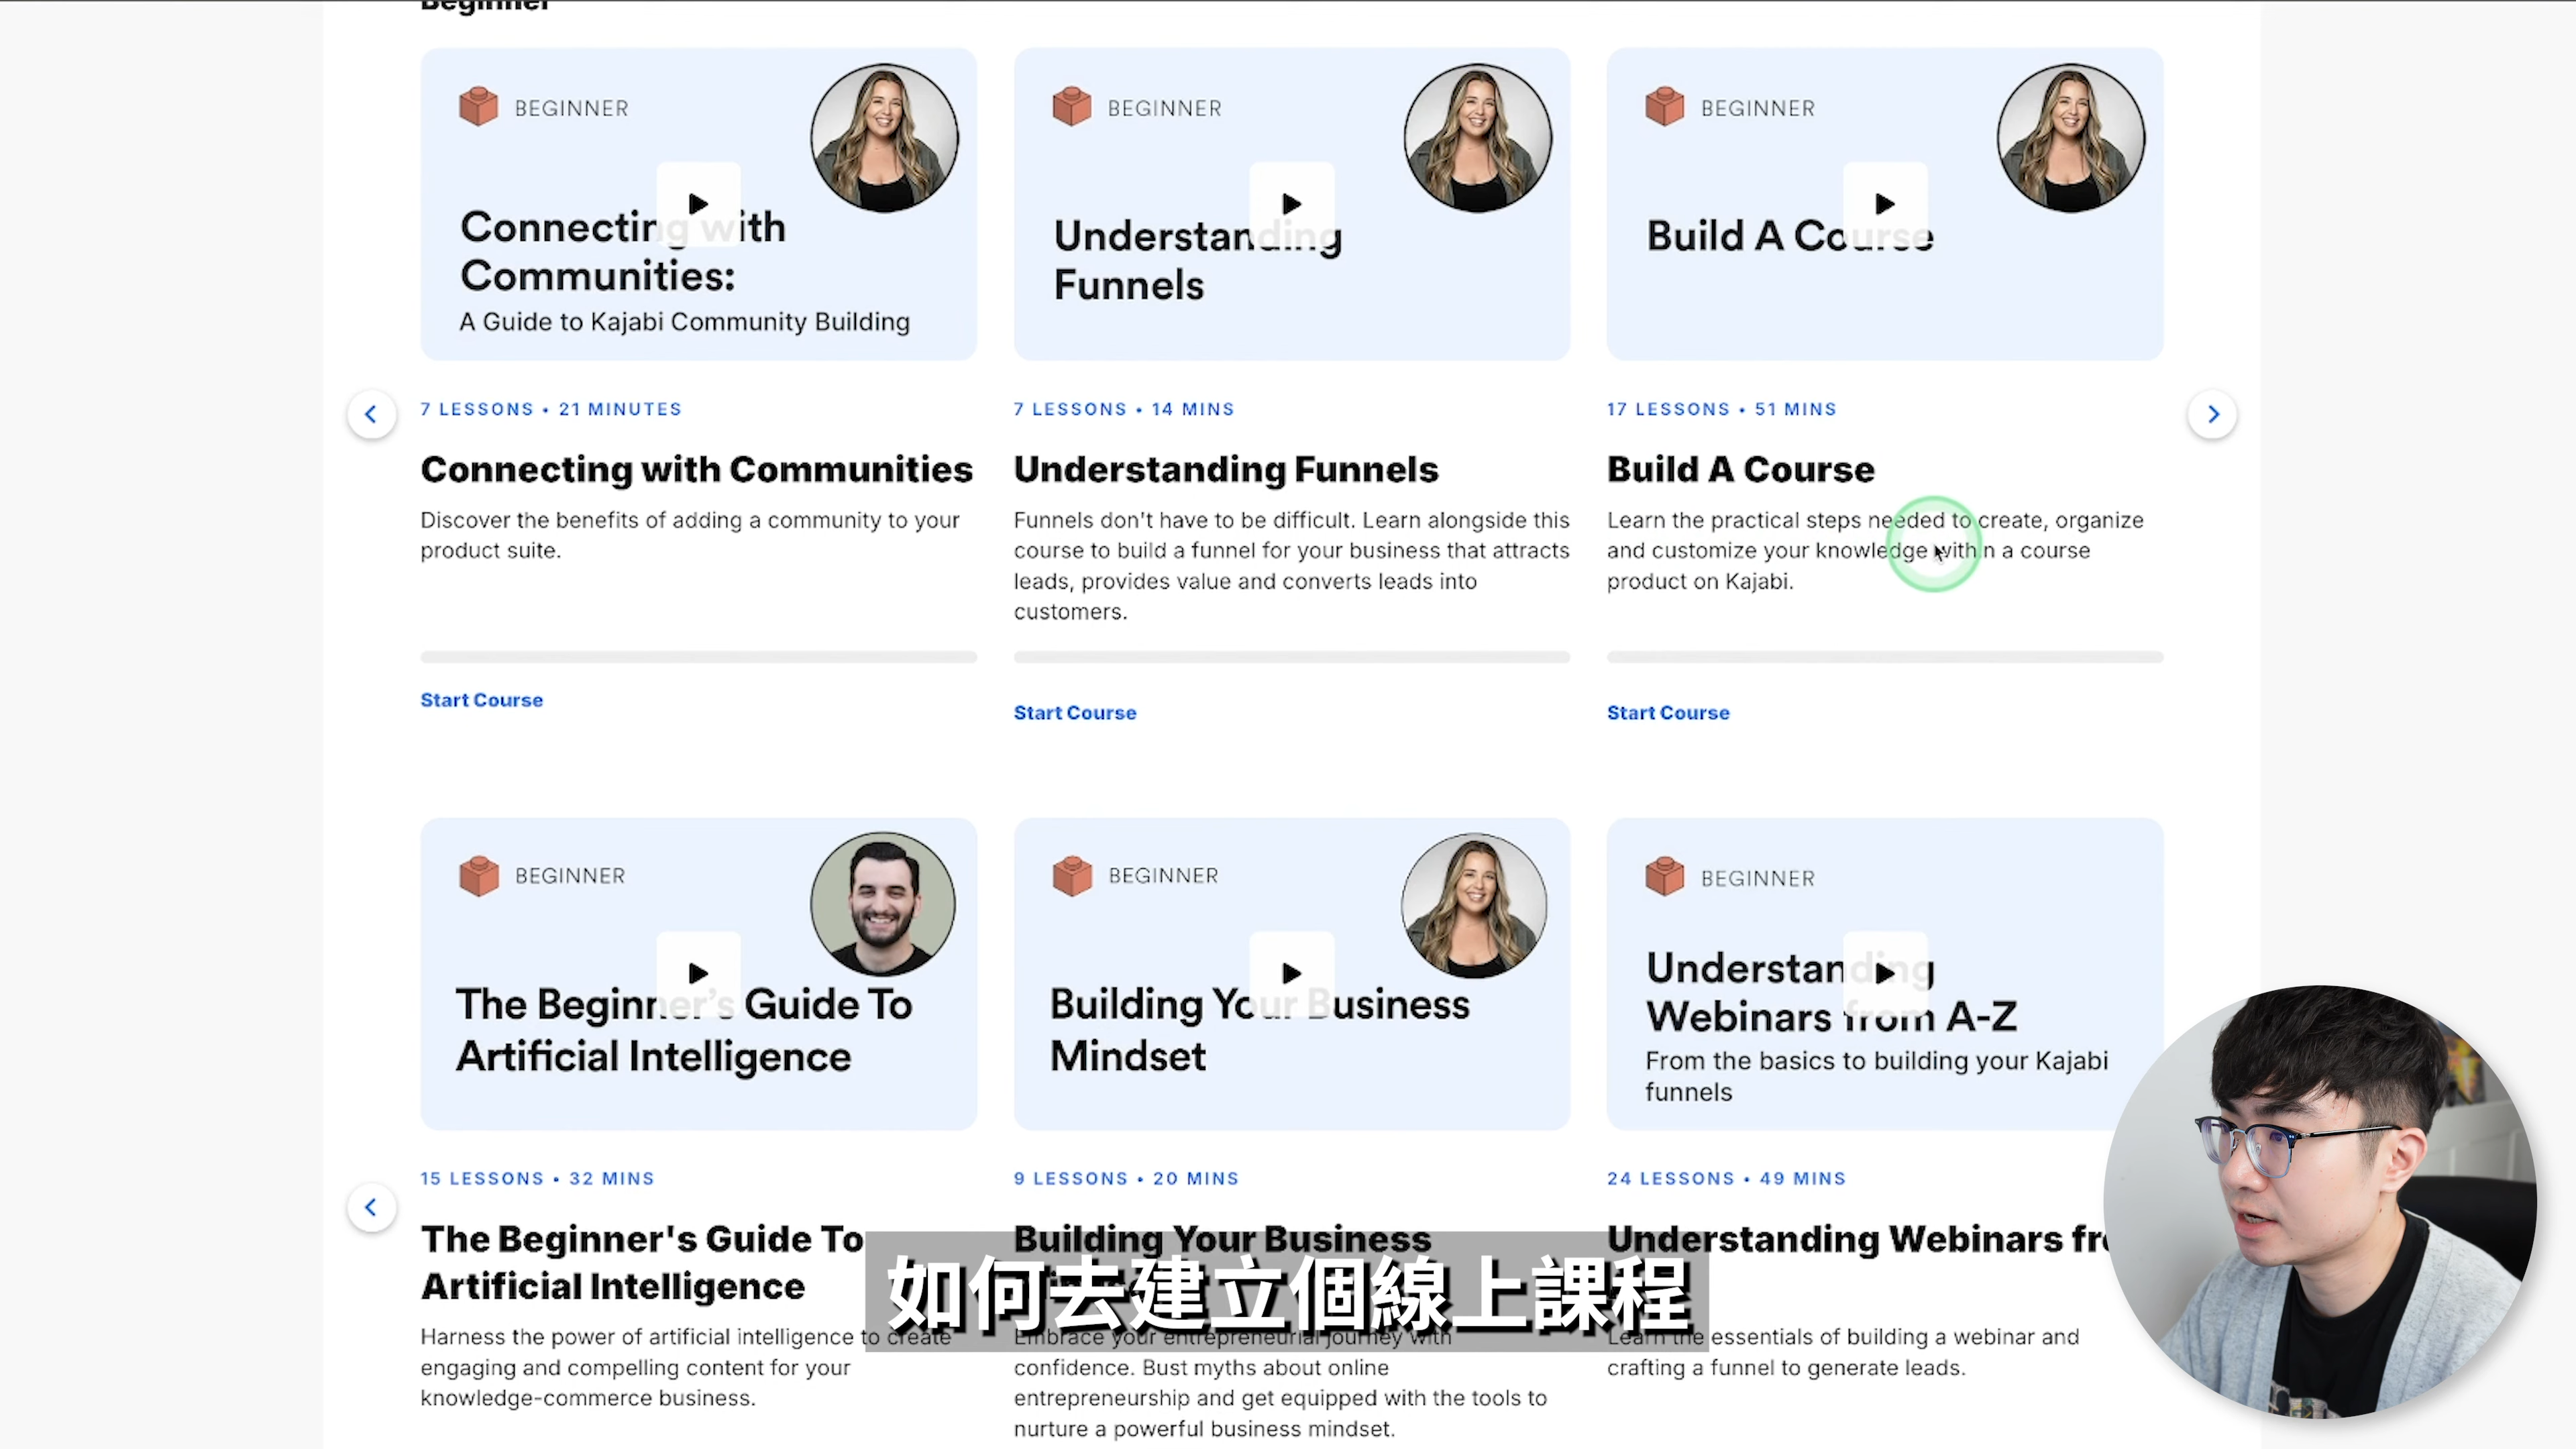 Beginner
BEGINNER
Connecting with
Communities:
A Guide to Kajabi Community Building
7 LESSONS • 21 MINUTES
Connecting with Communities
Discover the benefits of adding a community to your
product suite.
Start Course
BEGINNER
Understanding
Funnels
7 LESSONS • 14 MINS
Understanding Funnels
Funnels don't have to be difficult. Learn alongside this
course to build a funnel for your business that attracts
leads, provides value and converts leads into
customers.
Start Course
BEGINNER
Build A Course
17 LESSONS • 51 MINS
Build A Course
Learn the practical steps needed to create, organize
and customize your knowledge within a course
product on Kajabi.
Start Course
BEGINNER
The Beginner's Guide To
Artificial Intelligence
15 LESSONS • 32 MINS
The Beginner's Guide To
Artificial Intelligence
Harness the power of artificial intelligence to create
engaging and compelling content for your
knowledge-commerce business.
BEGINNER
Building Your Business
Mindset
9 LESSONS • 20 MINS
Building Your Business
Embrace your entrepreneurial journey with
confidence. Bust myths about online
entrepreneurship and get equipped with the tools to
nurture a powerful business mindset.
BEGINNER
Understanding
Webinars from A-Z
From the basics to building your Kajabi
funnels
24 LESSONS • 49 MINS
Understanding Webinars fr
Learn the essentials of building a webinar and
crafting a funnel to generate leads.
如何去建立個線上課程